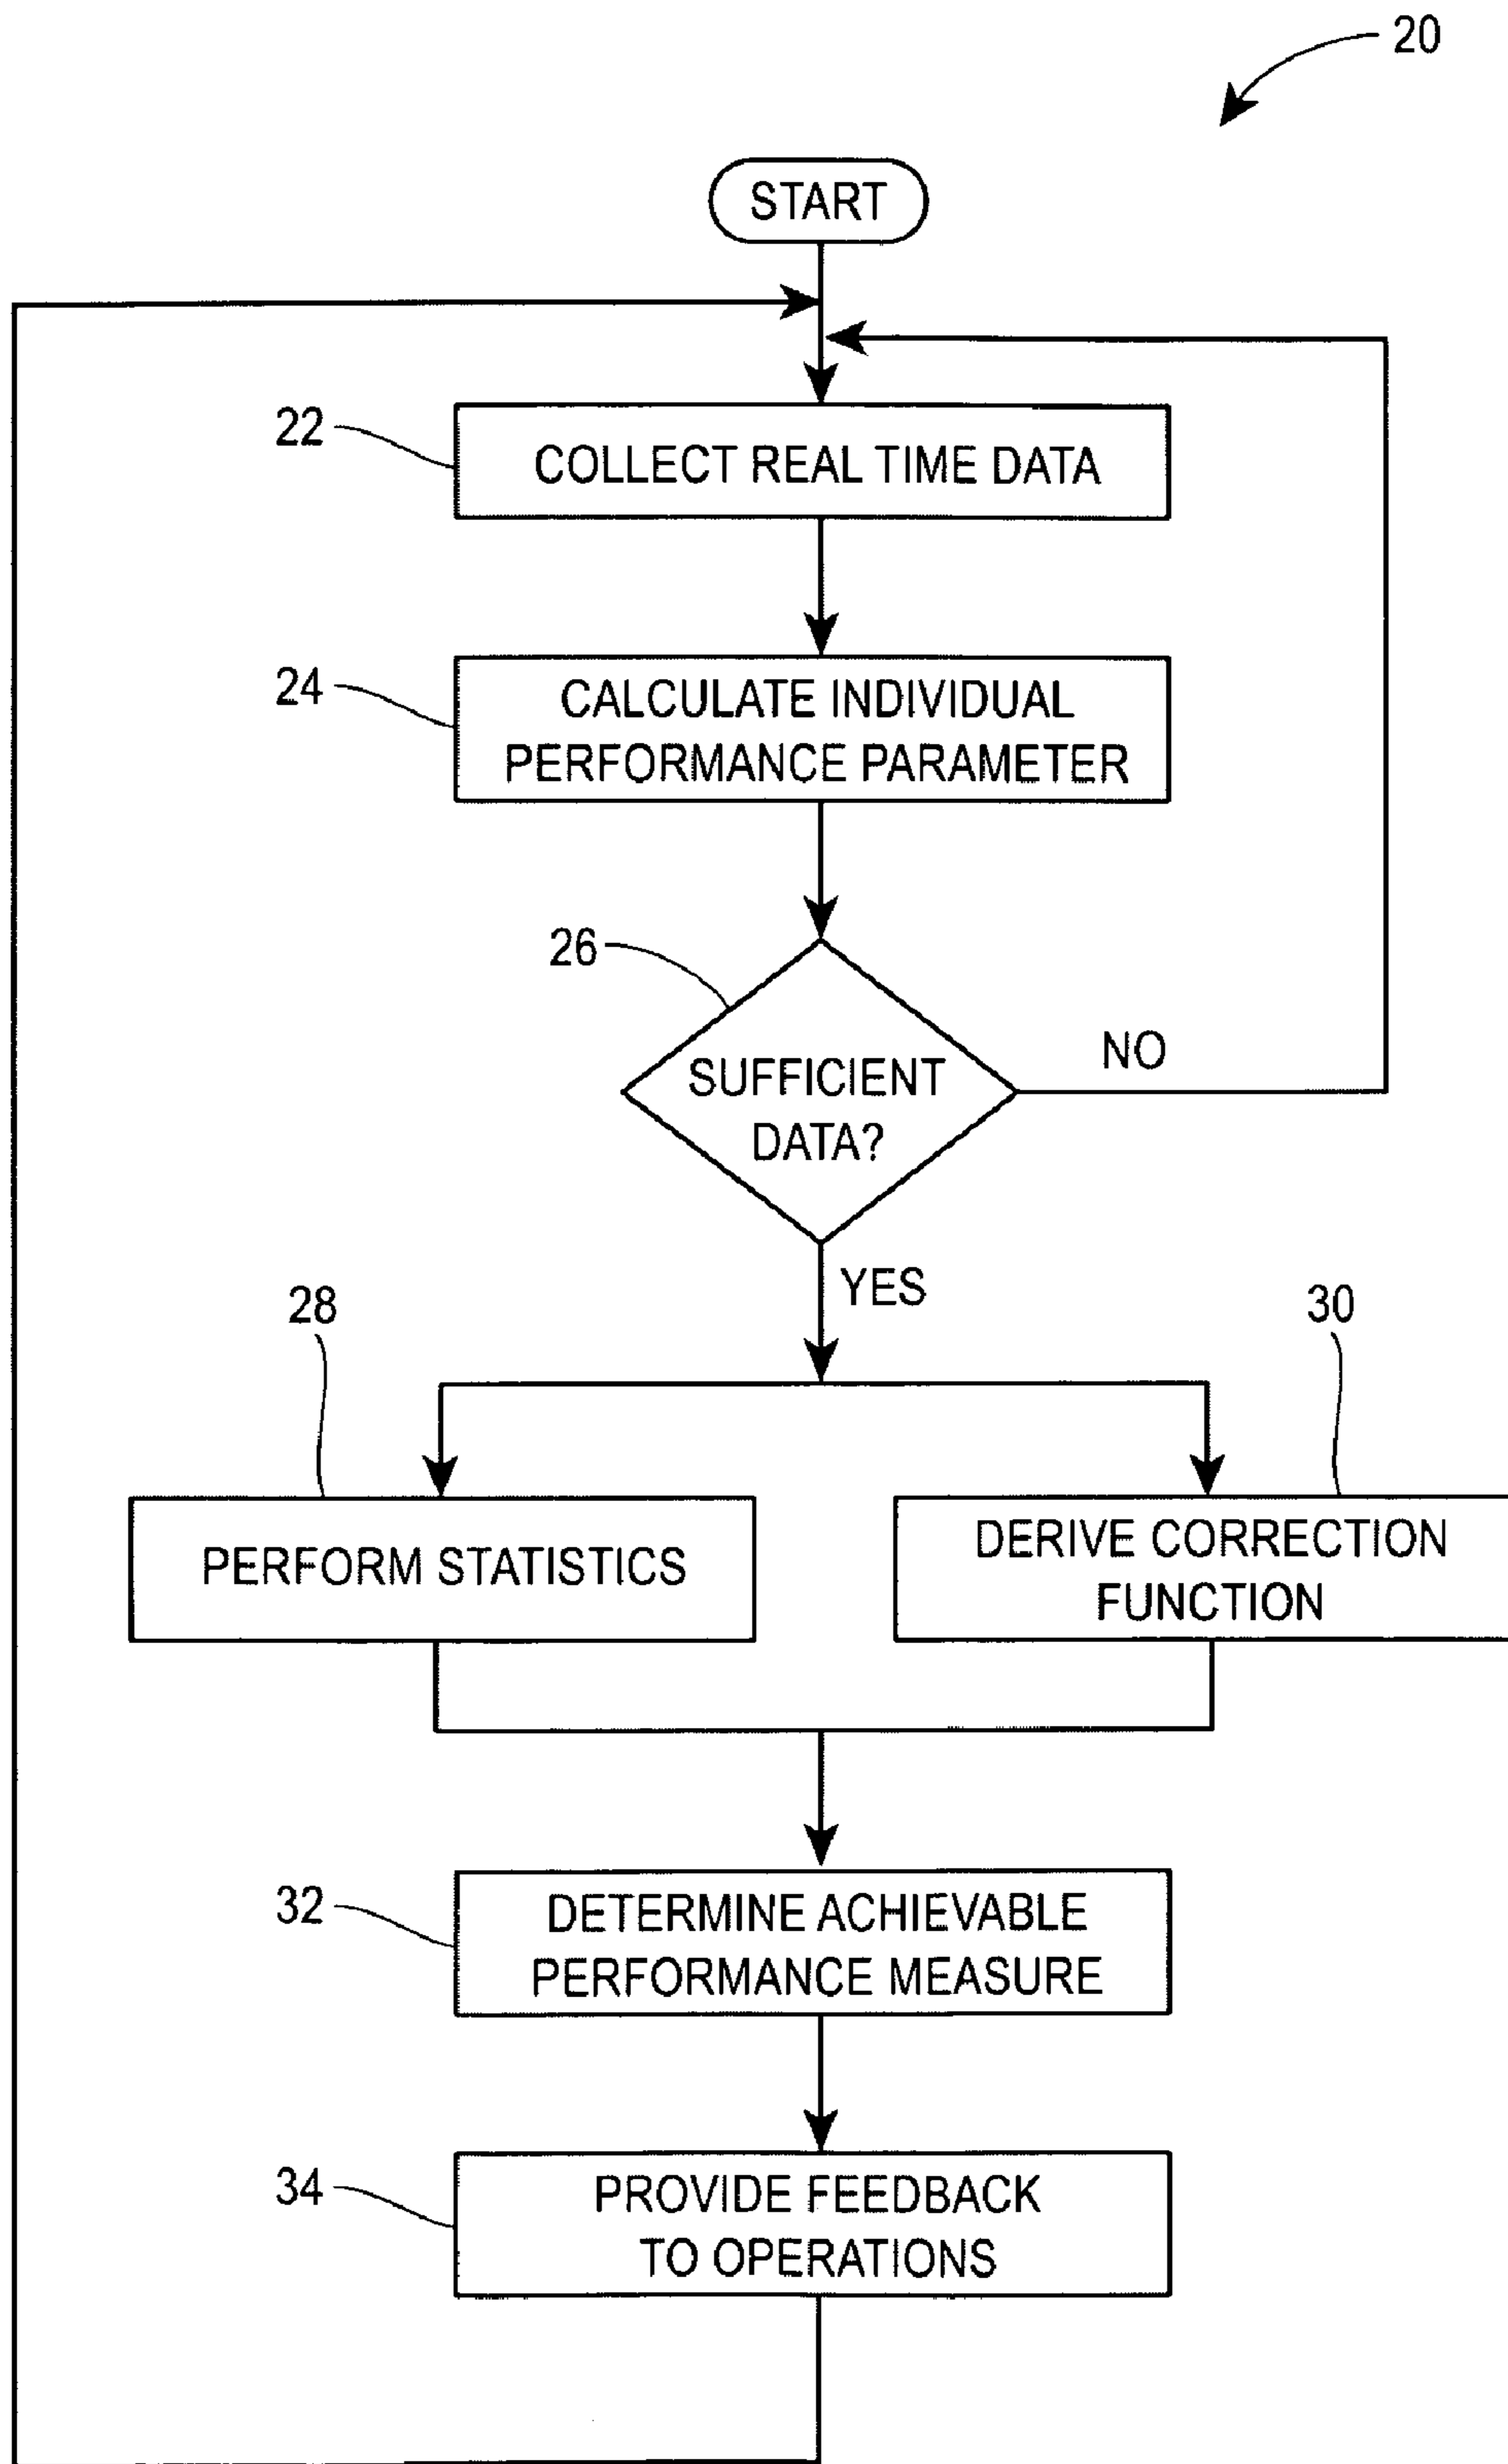 20
START
22
COLLECT REAL TIME DATA
24
CALCULATE INDIVIDUAL
PERFORMANCE PARAMETER
26
SUFFICIENT
DATA?
NO
YES
28
30
PERFORM STATISTICS
DERIVE CORRECTION
FUNCTION
32
DETERMINE ACHIEVABLE
PERFORMANCE MEASURE
34
PROVIDE FEEDBACK
TO OPERATIONS